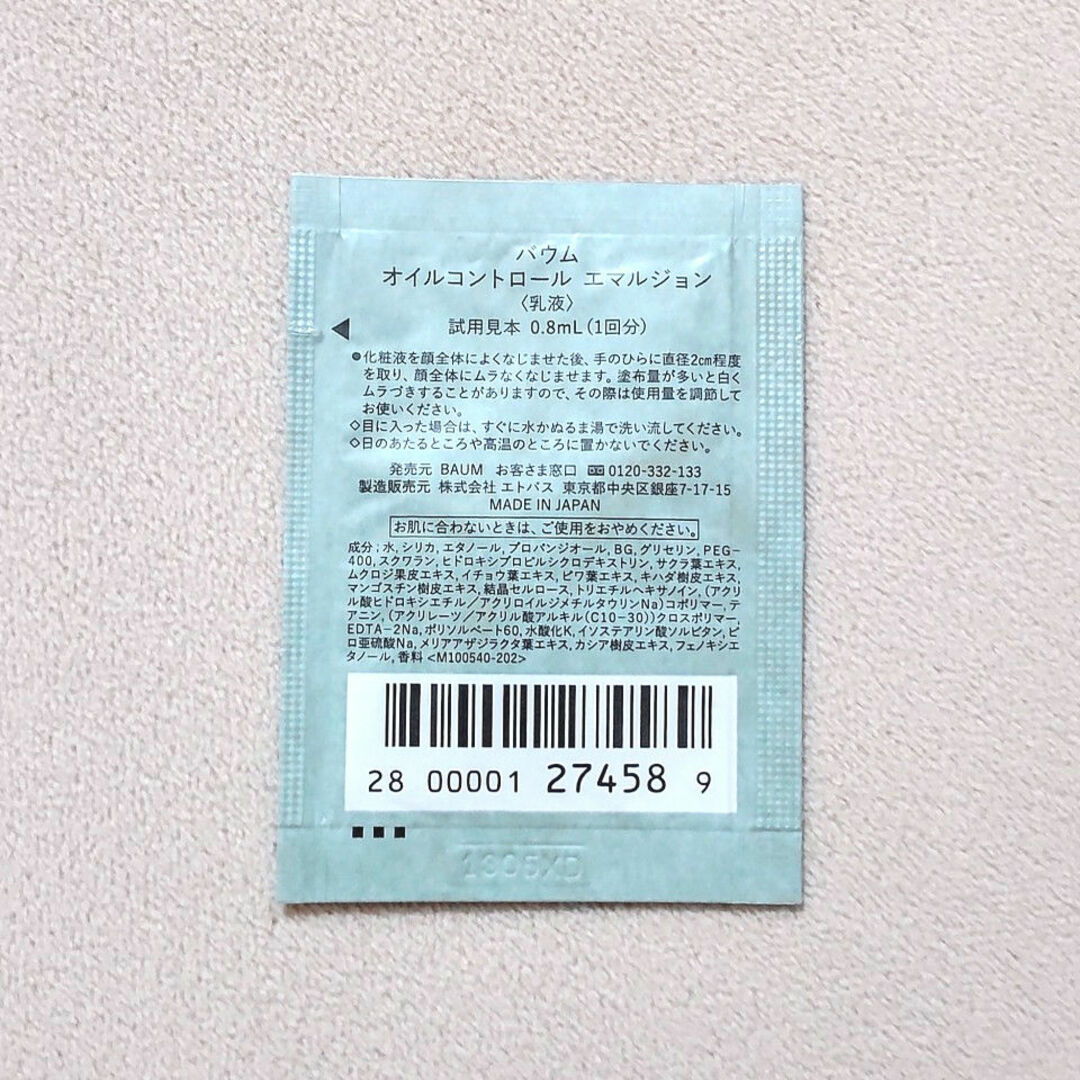 バウム
オイルコントロール エマルジョン
〈乳液〉
試用見本 0.8mL(1回分)
●化粧液を顔全体によくなじませた後、手のひらに直径2cm程度
を取り、顔全体にムラなくなじませます。塗布量が多いと白く
ムラづきすることがありますので、その際は使用量を調節して
お使いください。
◇目に入った場合は、すぐに水かぬるま湯で洗い流してください。
◇日のあたるところや高温のところに置かないでください。
発売元 BAUM お客さま窓口 0120-332-133
製造販売元 株式会社 エトバス 東京都中央区銀座7-17-15
MADE IN JAPAN
お肌に合わないときは、ご使用をおやめください。
成分:水,シリカ,エタノール,プロパンジオール,BG,グリセリン,PEG-
400,スクワラン,ヒドロキシプロピルシクロデキストリン,サクラ葉エキス,
ムクロジ果皮エキス,イチョウ葉エキス,ビワ葉エキス,キハダ樹皮エキス,
マンゴスチン樹皮エキス,結晶セルロース,トリエチルヘキサノイン,(アクリ
ル酸ヒドロキシエチル/アクリロイルジメチルタウリンNa)コポリマー,テ
アニン,(アクリレーツ/アクリル酸アルキル(C10-30))クロスポリマー,
EDTA-2Na,ポリソルベート60,水酸化K,イソステアリン酸ソルビタン,ピ
ロ亜硫酸Na,メリアアザジラクタ葉エキス,カシア樹皮エキス,フェノキシエ
タノール,香料 <M100540-202>
28 00001 27458 9
1305XD